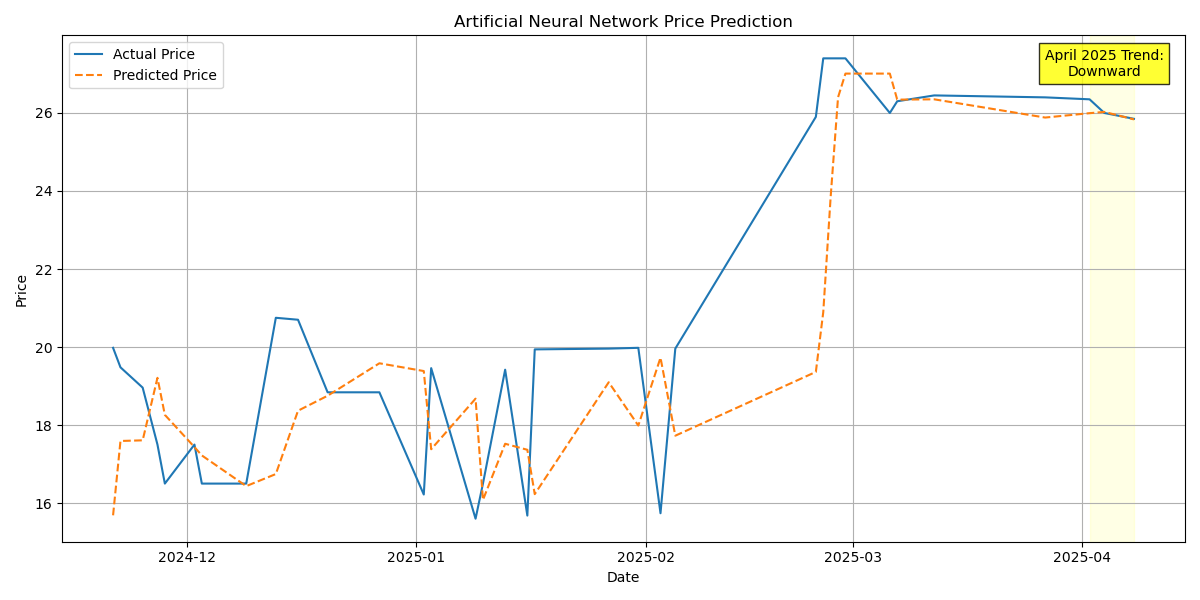 Artificial Neural Network Price Prediction
Actual Price
Predicted Price
April 2025 Trend:
Downward
Price
26
24
22
20
18
16
2024-12
2025-01
2025-02
2025-03
2025-04
Date